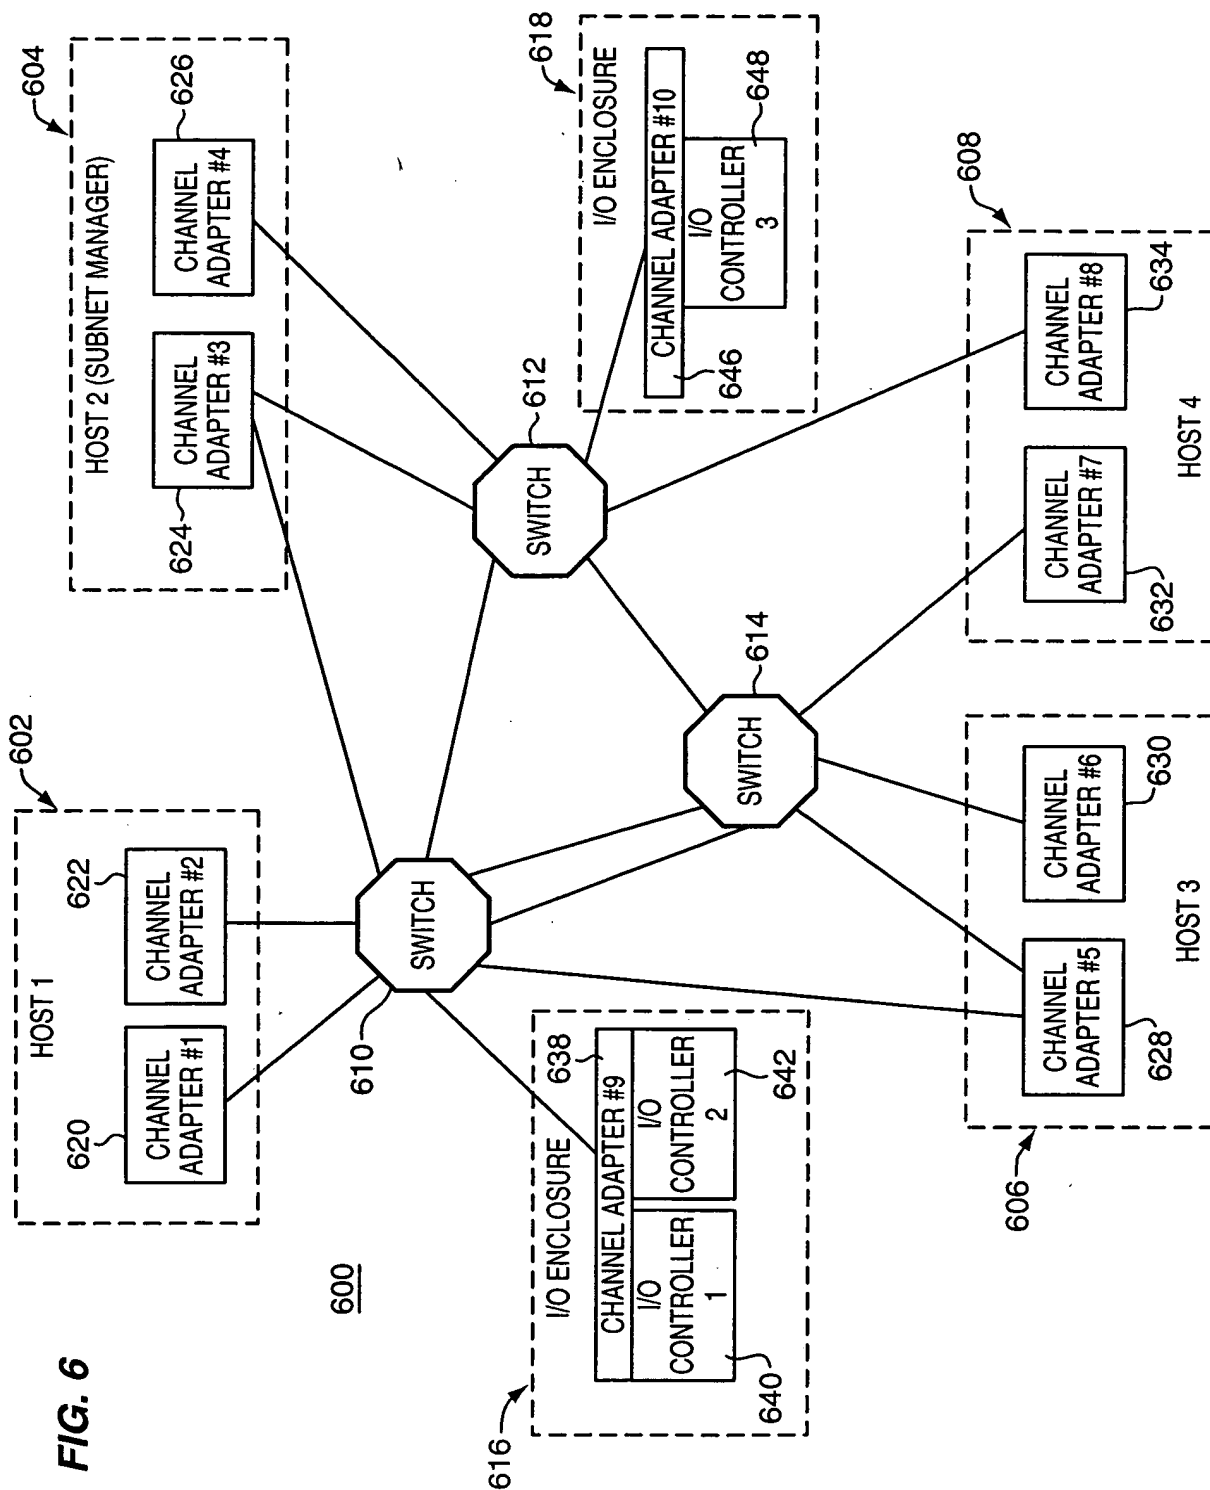 FIG. 6
600
602
HOST 1
620
CHANNEL
ADAPTER #1
622
CHANNEL
ADAPTER #2
604
HOST 2 (SUBNET MANAGER)
624
CHANNEL
ADAPTER #3
CHANNEL
ADAPTER #4
626
610
SWITCH
612
SWITCH
614
SWITCH
616
I/O ENCLOSURE
638
CHANNEL ADAPTER #9
I/O
CONTROLLER
1
640
I/O
CONTROLLER
2
642
618
I/O ENCLOSURE
CHANNEL ADAPTER #10
646
I/O
CONTROLLER
3
648
606
CHANNEL
ADAPTER #5
628
CHANNEL
ADAPTER #6
630
HOST 3
608
CHANNEL
ADAPTER #7
632
CHANNEL
ADAPTER #8
634
HOST 4